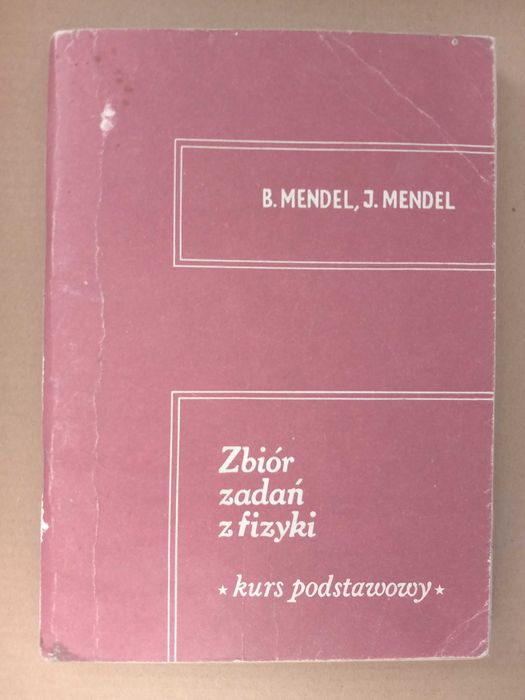 B. MENDEL, J. MENDEL
Zbiór
zadań
z fizyki
* kurs podstawowy *